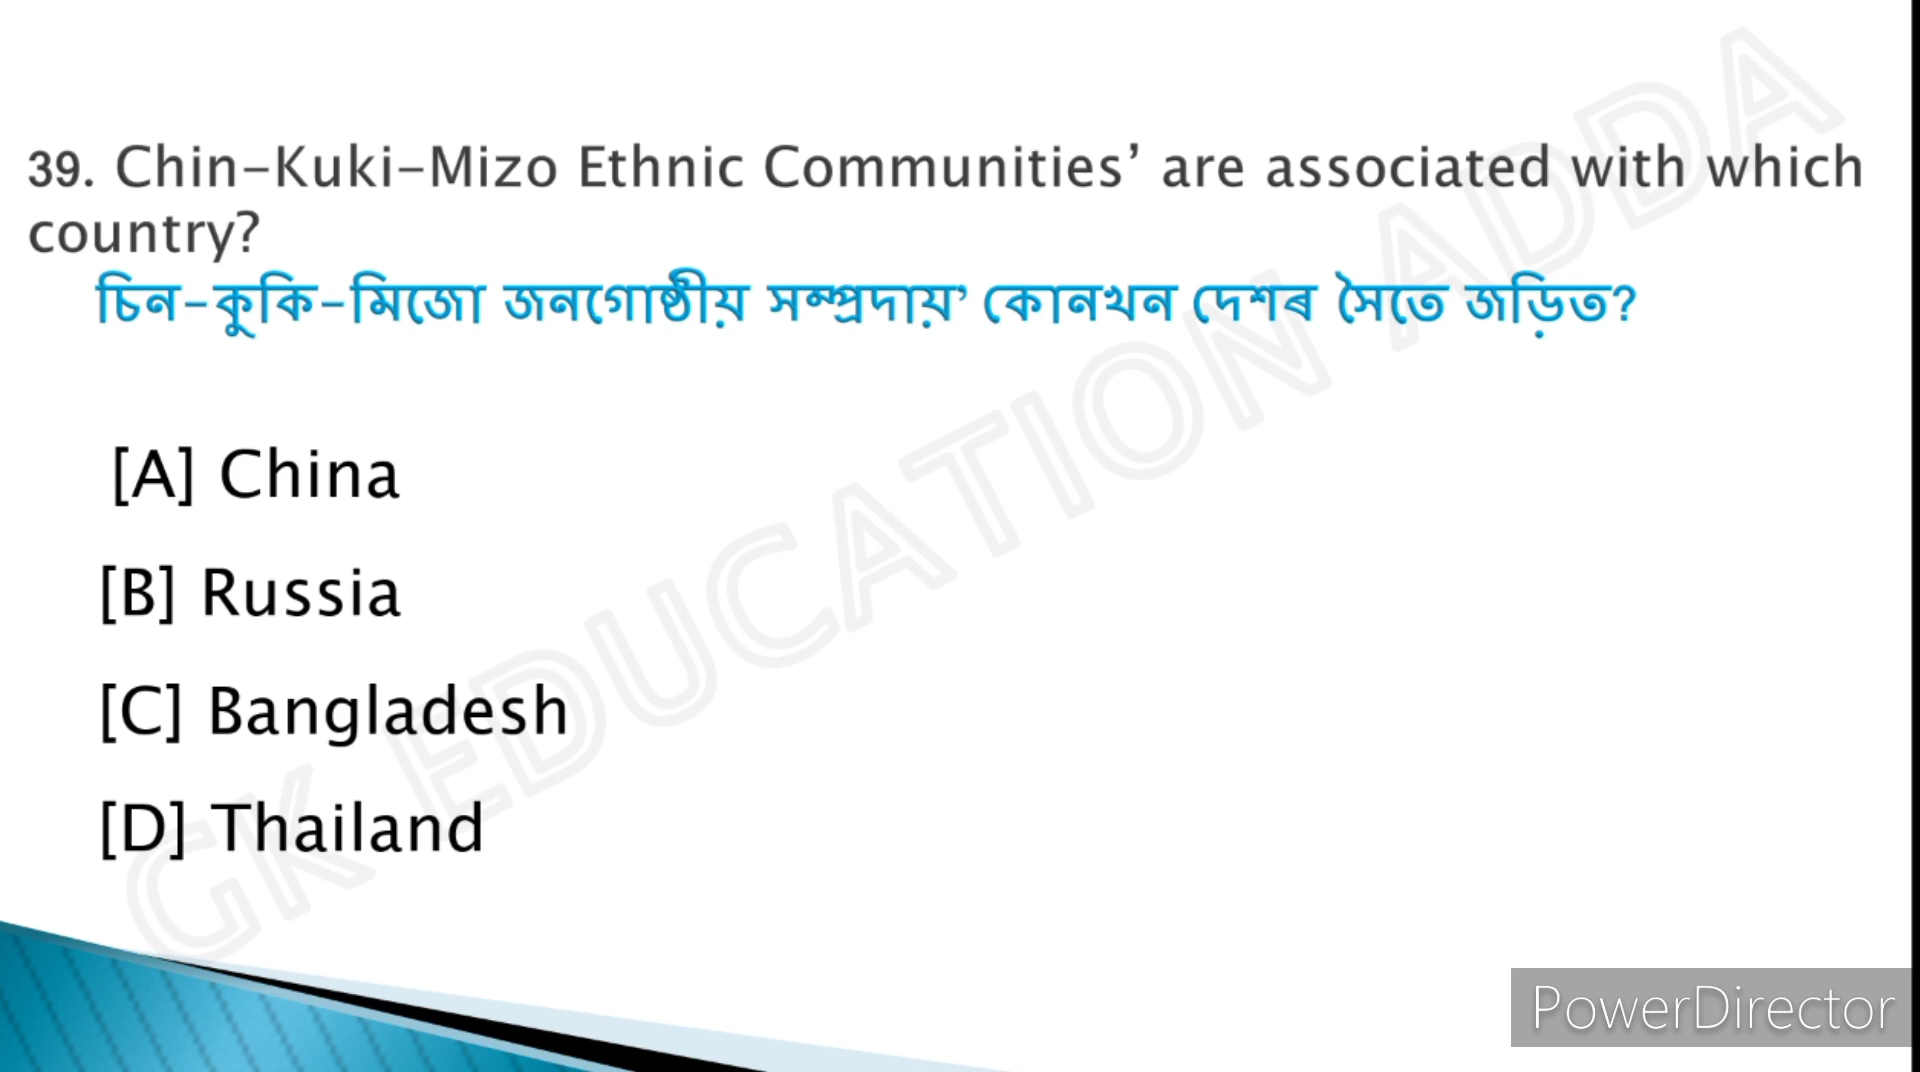 39. Chin-Kuki-Mizo Ethnic Communities’ are associated with which
country?
চিন-কুকি-মিজো জনগোষ্ঠীয় সম্প্ৰদায়’ কোনখন দেশৰ সৈতে জড়িত?
[A] China
[B] Russia
[C] Bangladesh
[D] Thailand
GK EDUCATION ADDA
PowerDirector